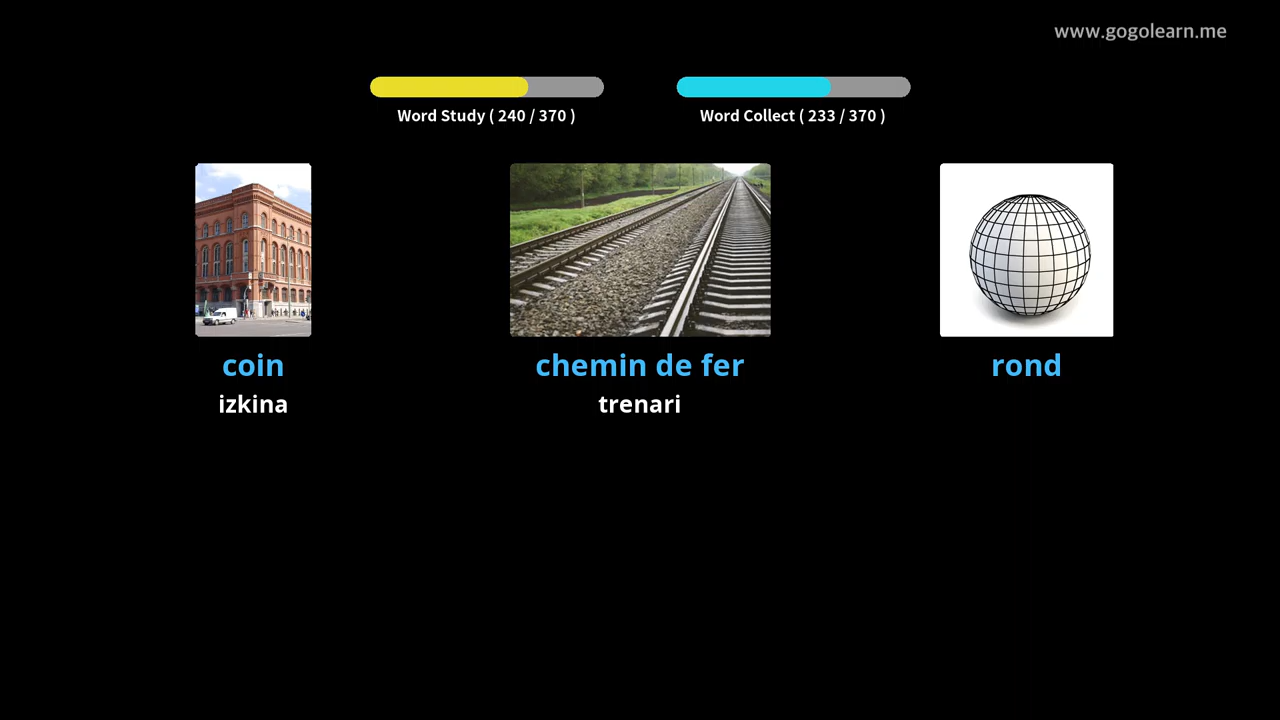 www.gogolearn.me
Word Study ( 240 / 370 )
Word Collect ( 233 / 370 )
coin
izkina
chemin de fer
trenari
rond